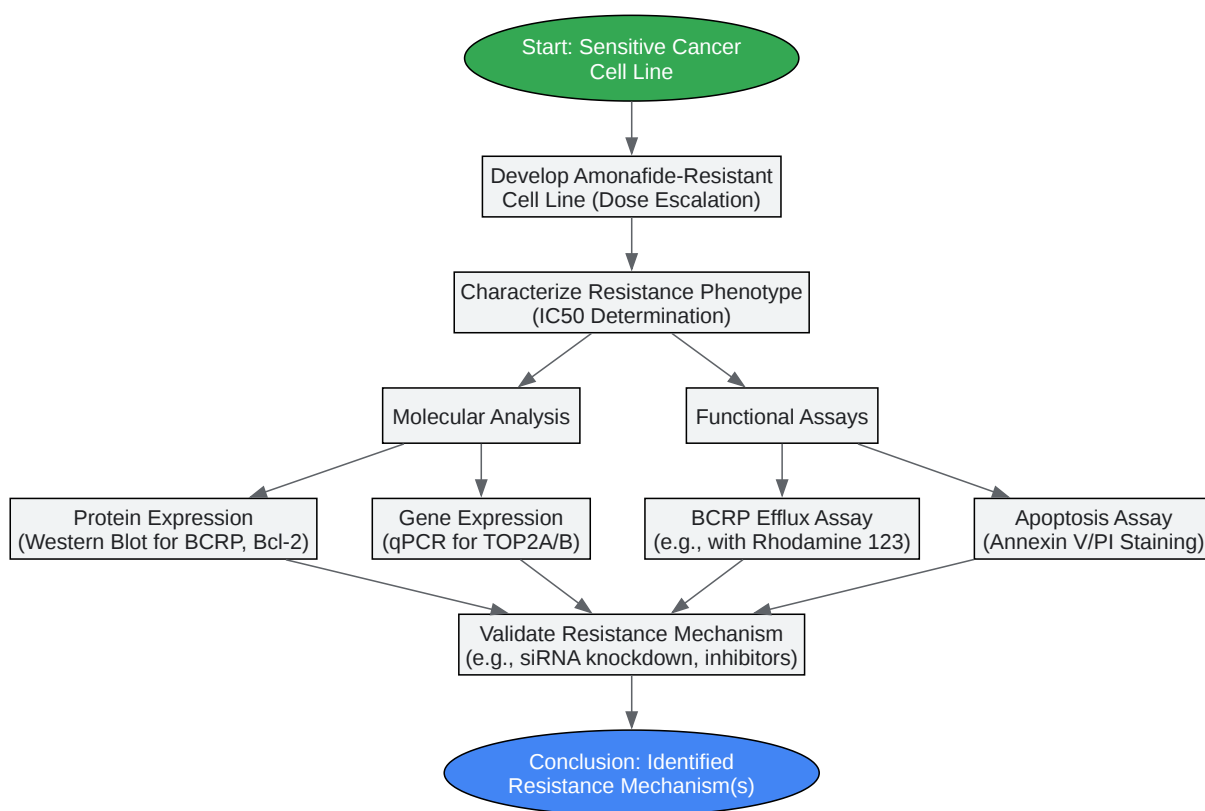 Start: Sensitive Cancer
Cell Line
Develop Amonafide-Resistant
Cell Line (Dose Escalation)
Characterize Resistance Phenotype
(IC50 Determination)
Molecular Analysis
Functional Assays
Protein Expression
(Western Blot for BCRP, Bcl-2)
Gene Expression
(qPCR for TOP2A/B)
BCRP Efflux Assay
(e.g., with Rhodamine 123)
Apoptosis Assay
(Annexin V/PI Staining)
Validate Resistance Mechanism
(e.g., siRNA knockdown, inhibitors)
Conclusion: Identified
Resistance Mechanism(s)